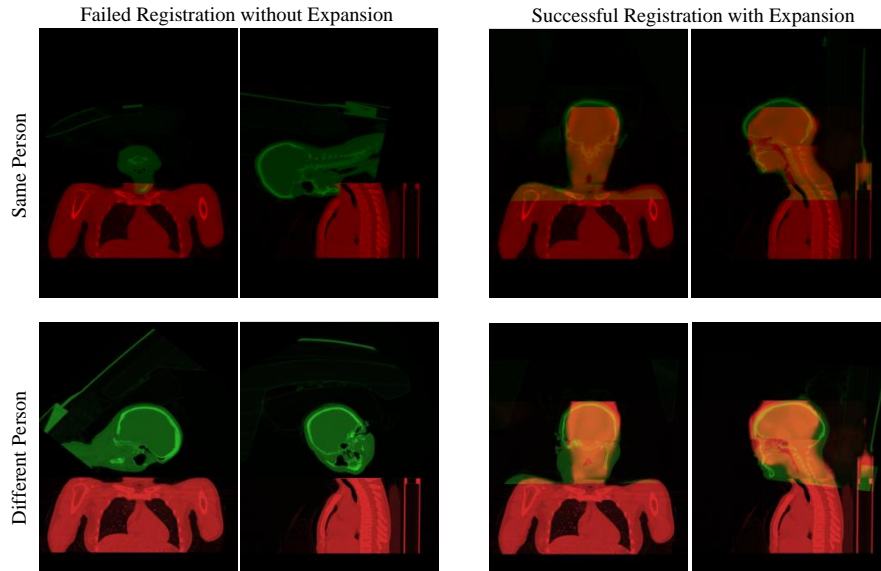 Failed Registration without Expansion
Successful Registration with Expansion
Same Person
Different Person